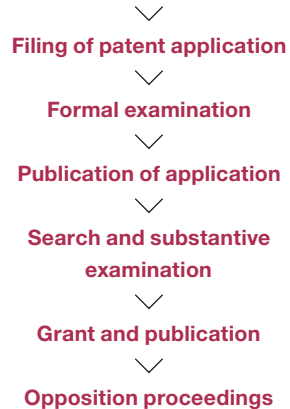 Filing of patent application
Formal examination
Publication of application
Search and substantive
examination
Grant and publication
Opposition proceedings